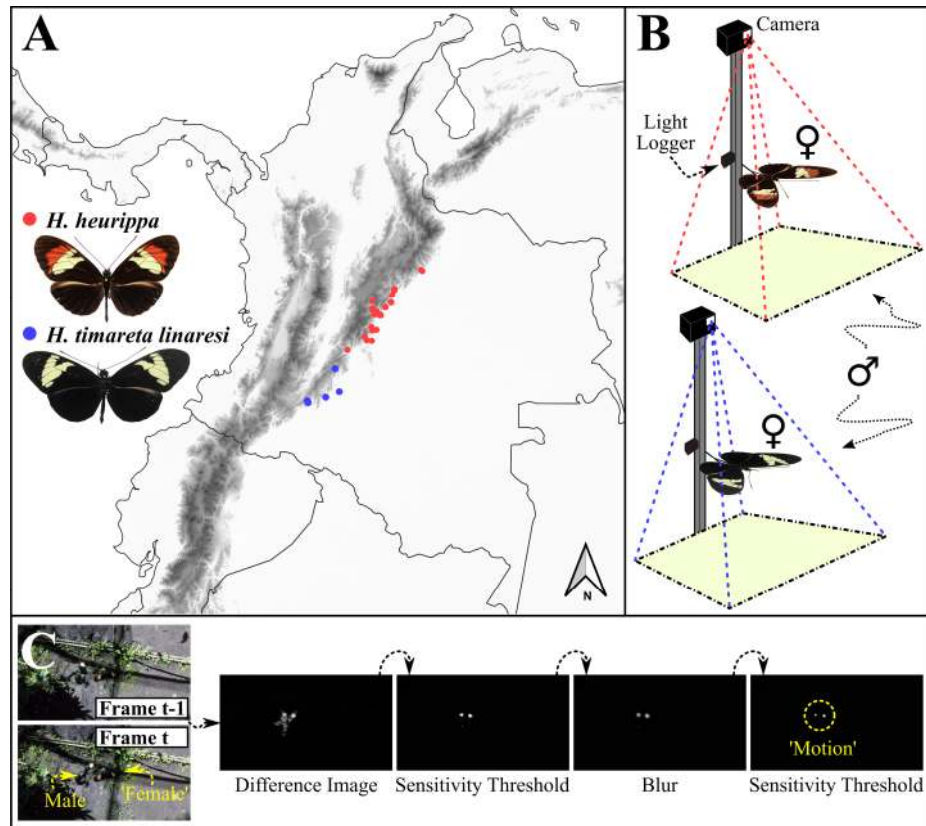 A
H. heurippa
H. timareta linaresi
N
B
Camera
Light
Logger
♀
♂
♀
C
Frame t-1
Frame t
Male
'Female'
Difference Image
Sensitivity Threshold
Blur
'Motion'
Sensitivity Threshold